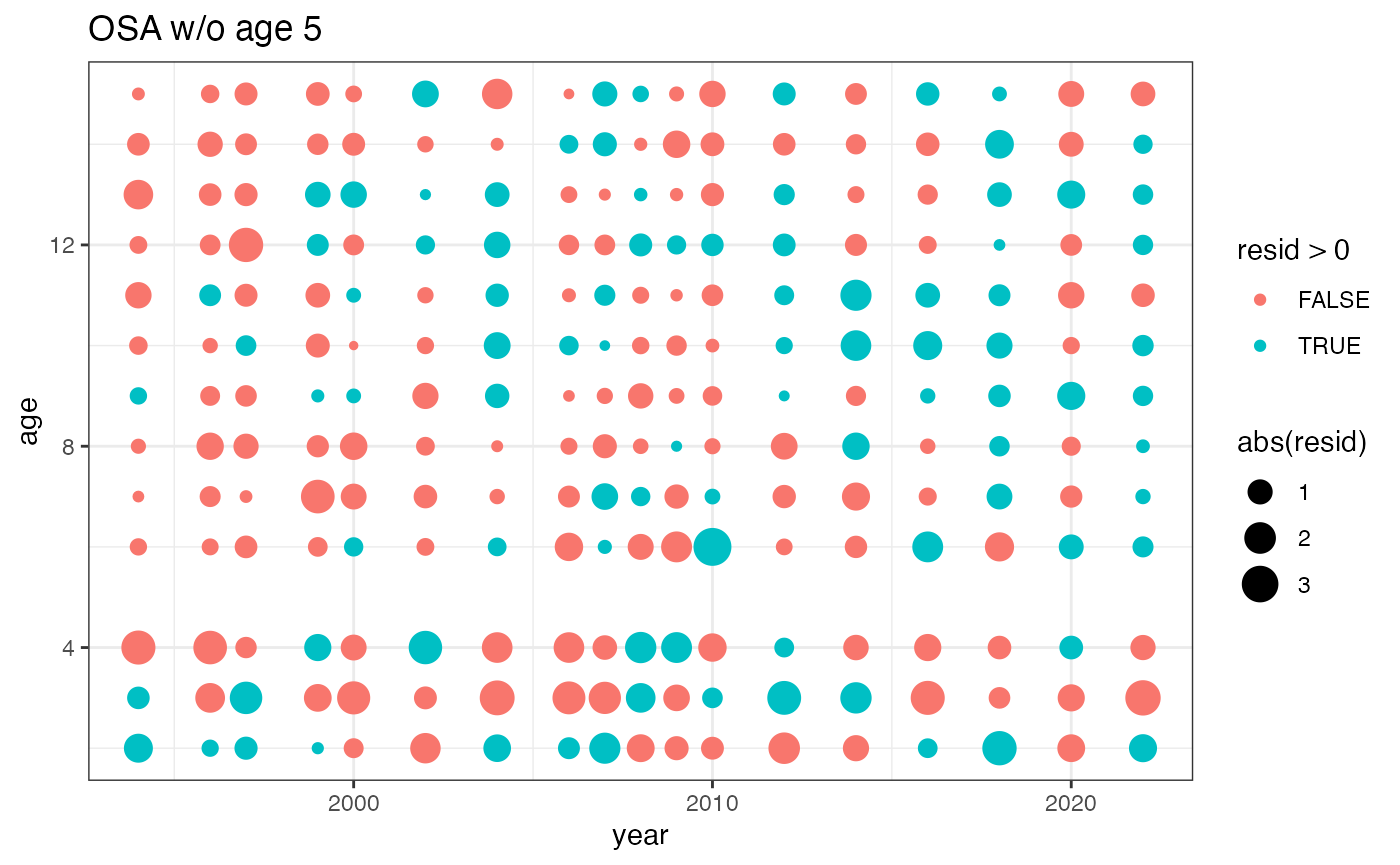 OSA w/o age 5
12
8
4
age
2000 2010 2020
year
resid > 0
FALSE
TRUE
abs(resid)
1
2
3